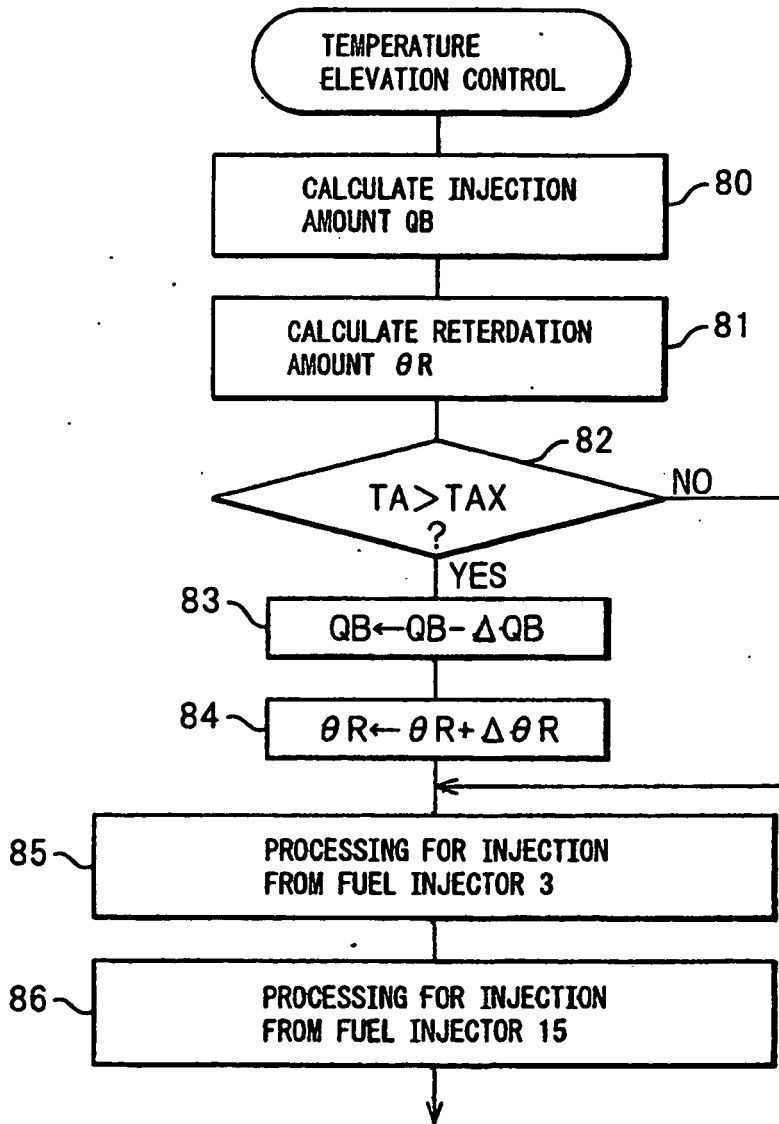 TEMPERATURE
ELEVATION CONTROL
CALCULATE INJECTION
AMOUNT QB
80
CALCULATE RETERDATION
AMOUNT θR
81
82
TA>TAX
?
NO
YES
83
QB←QB-ΔQB
84
θR←θR+ΔθR
85
PROCESSING FOR INJECTION
FROM FUEL INJECTOR 3
86
PROCESSING FOR INJECTION
FROM FUEL INJECTOR 15